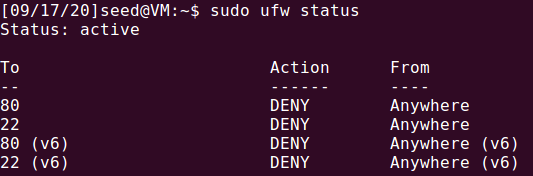 [09/17/20]seed@VM:~$ sudo ufw status
Status: active
To Action From
-- ------ ----
80 DENY Anywhere
22 DENY Anywhere
80 (v6) DENY Anywhere (v6)
22 (v6) DENY Anywhere (v6)